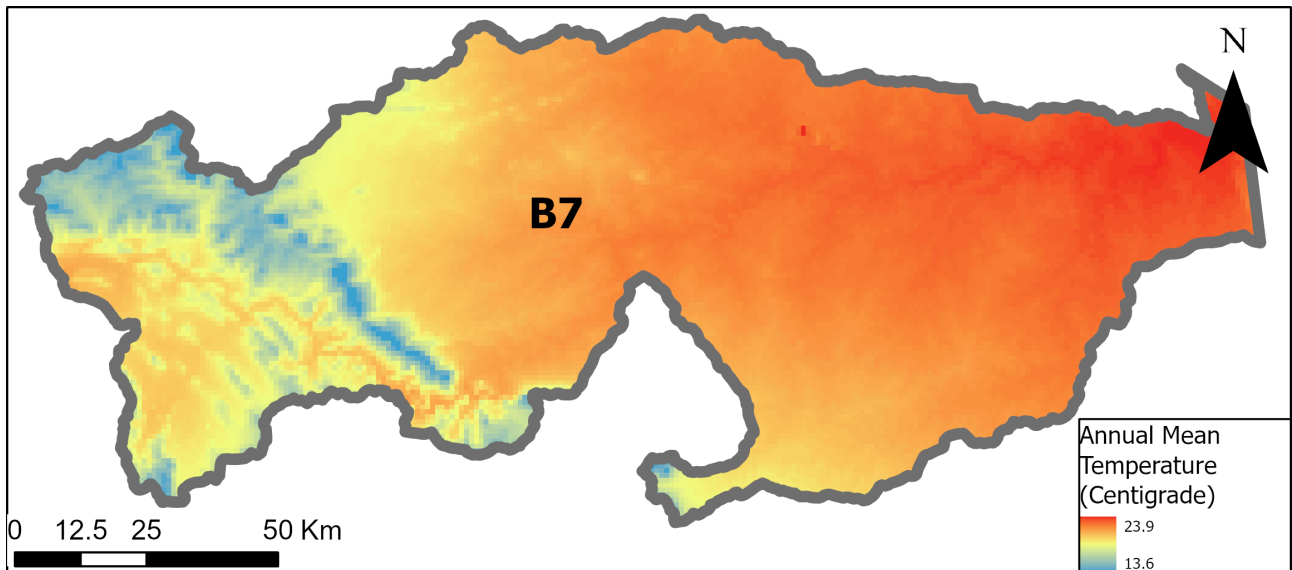 N
B7
Annual Mean
Temperature
(Centigrade)
23.9
13.6
0 12.5 25 50 Km